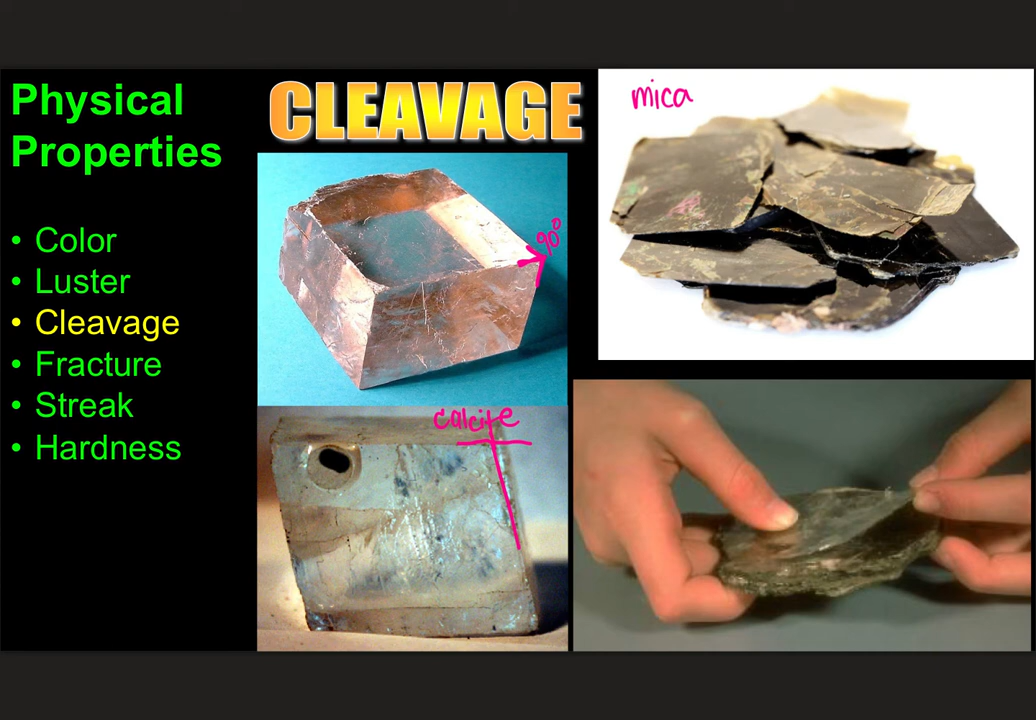 Physical
Properties
• Color
• Luster
• Cleavage
• Fracture
• Streak
• Hardness
CLEAVAGE
90°
calcite
mica